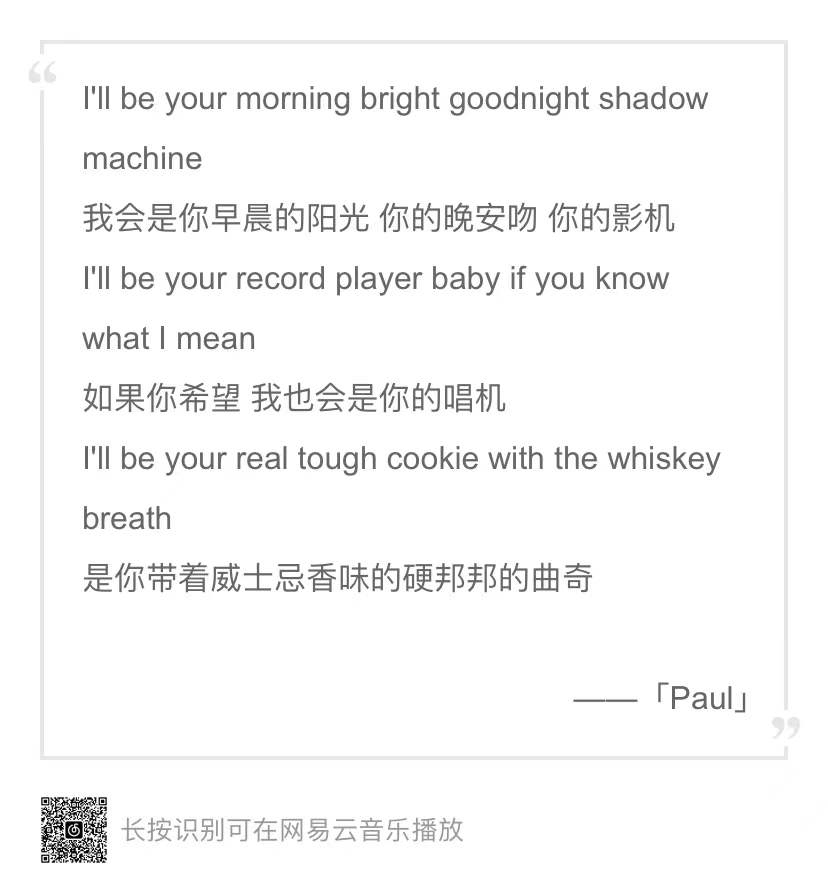 “
I'll be your morning bright goodnight shadow
machine
我会是你早晨的阳光 你的晚安吻 你的影机
I'll be your record player baby if you know
what I mean
如果你希望 我也会是你的唱机
I'll be your real tough cookie with the whiskey
breath
是你带着威士忌香味的硬邦邦的曲奇
——「Paul」
”
长按识别可在网易云音乐播放